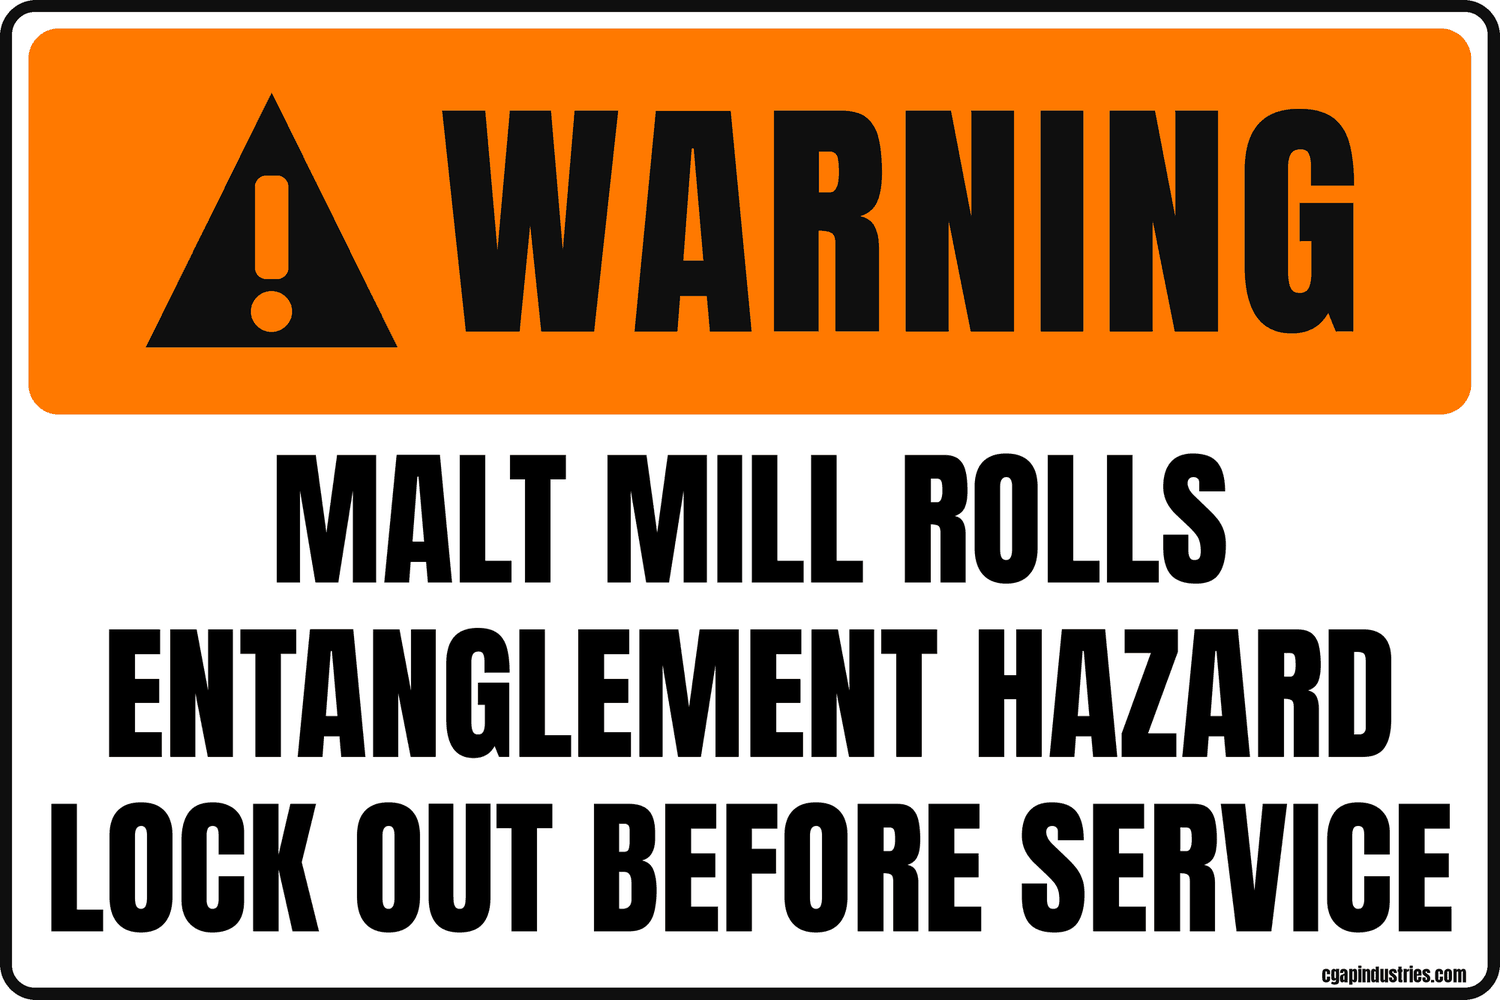 WARNING
MALT MILL ROLLS
ENTANGLEMENT HAZARD
LOCK OUT BEFORE SERVICE
cgapindustries.com